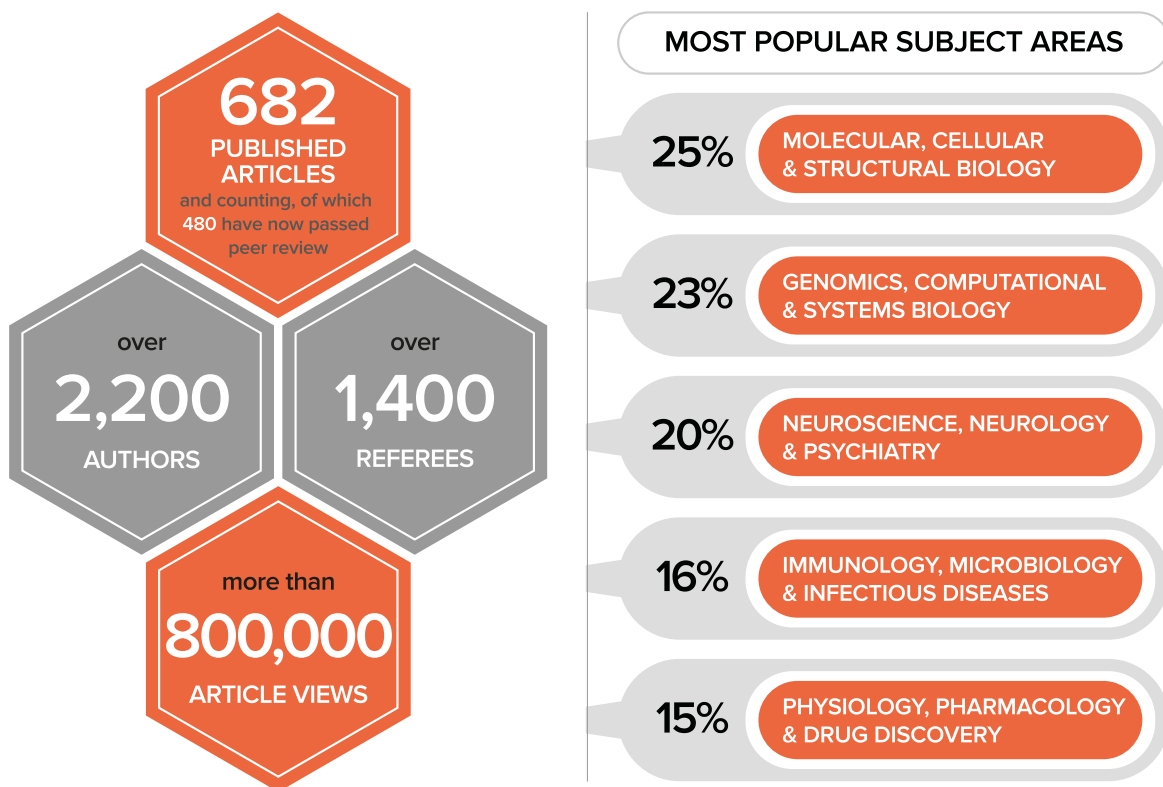 682
PUBLISHED
ARTICLES
and counting, of which
480 have now passed
peer review
over
2,200
AUTHORS
over
1,400
REFEREES
more than
800,000
ARTICLE VIEWS
MOST POPULAR SUBJECT AREAS
25%
MOLECULAR, CELLULAR
& STRUCTURAL BIOLOGY
23%
GENOMICS, COMPUTATIONAL
& SYSTEMS BIOLOGY
20%
NEUROSCIENCE, NEUROLOGY
& PSYCHIATRY
16%
IMMUNOLOGY, MICROBIOLOGY
& INFECTIOUS DISEASES
15%
PHYSIOLOGY, PHARMACOLOGY
& DRUG DISCOVERY